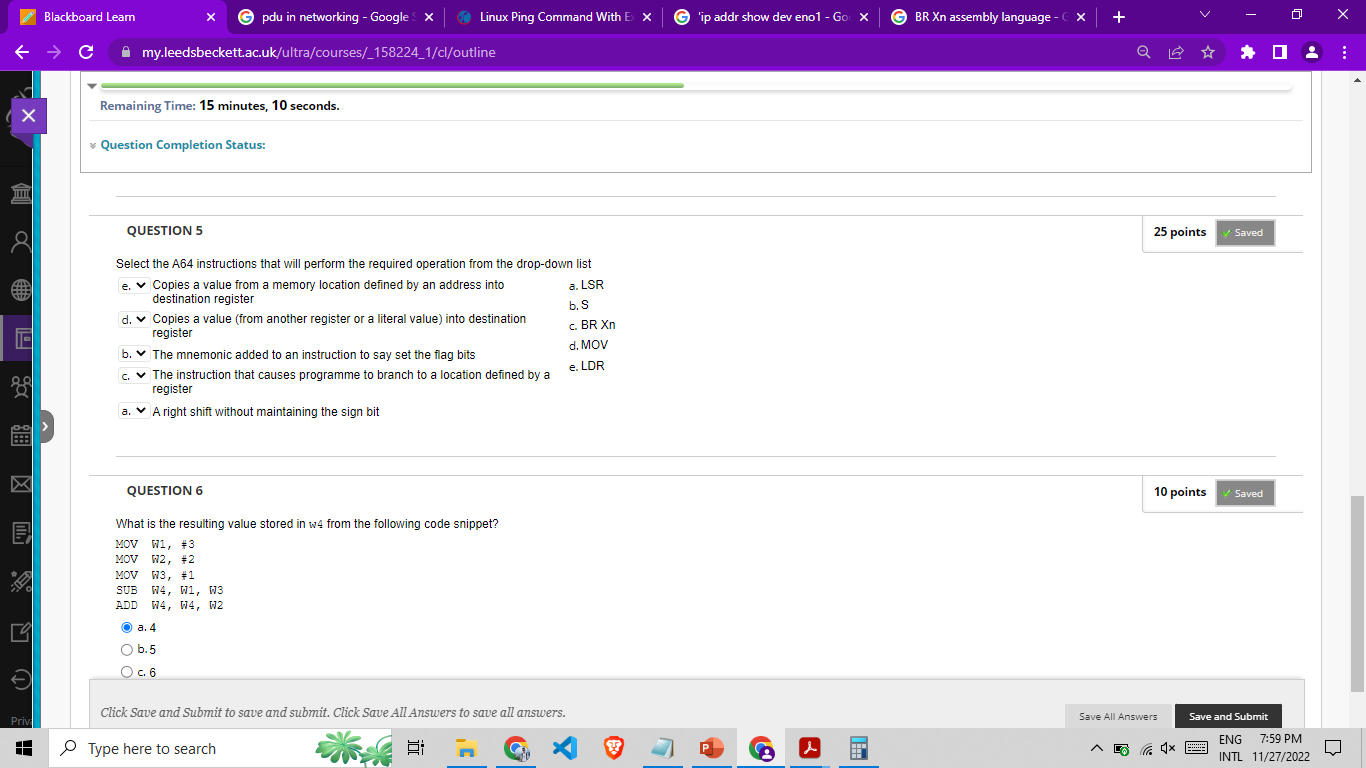 Blackboard Learn
pdu in networking - Google S
Linux Ping Command With E
'ip addr show dev eno1 - Go
BR Xn assembly language - G
my.leedsbeckett.ac.uk/ultra/courses/_158224_1/cl/outline
Remaining Time: 15 minutes, 10 seconds.
Question Completion Status:
QUESTION 5
25 points
Saved
Select the A64 instructions that will perform the required operation from the drop-down list
e. Copies a value from a memory location defined by an address into
destination register
d. Copies a value (from another register or a literal value) into destination
register
b. The mnemonic added to an instruction to say set the flag bits
c. The instruction that causes programme to branch to a location defined by a
register
a. A right shift without maintaining the sign bit
a. LSR
b. S
c. BR Xn
d. MOV
e. LDR
QUESTION 6
10 points
Saved
What is the resulting value stored in w4 from the following code snippet?
MOV W1, #3
MOV W2, #2
MOV W3, #1
SUB W4, W1, W3
ADD W4, W4, W2
a. 4
b. 5
c. 6
Click Save and Submit to save and submit. Click Save All Answers to save all answers.
Save All Answers
Save and Submit
Priv
Type here to search
ENG
INTL
7:59 PM
11/27/2022